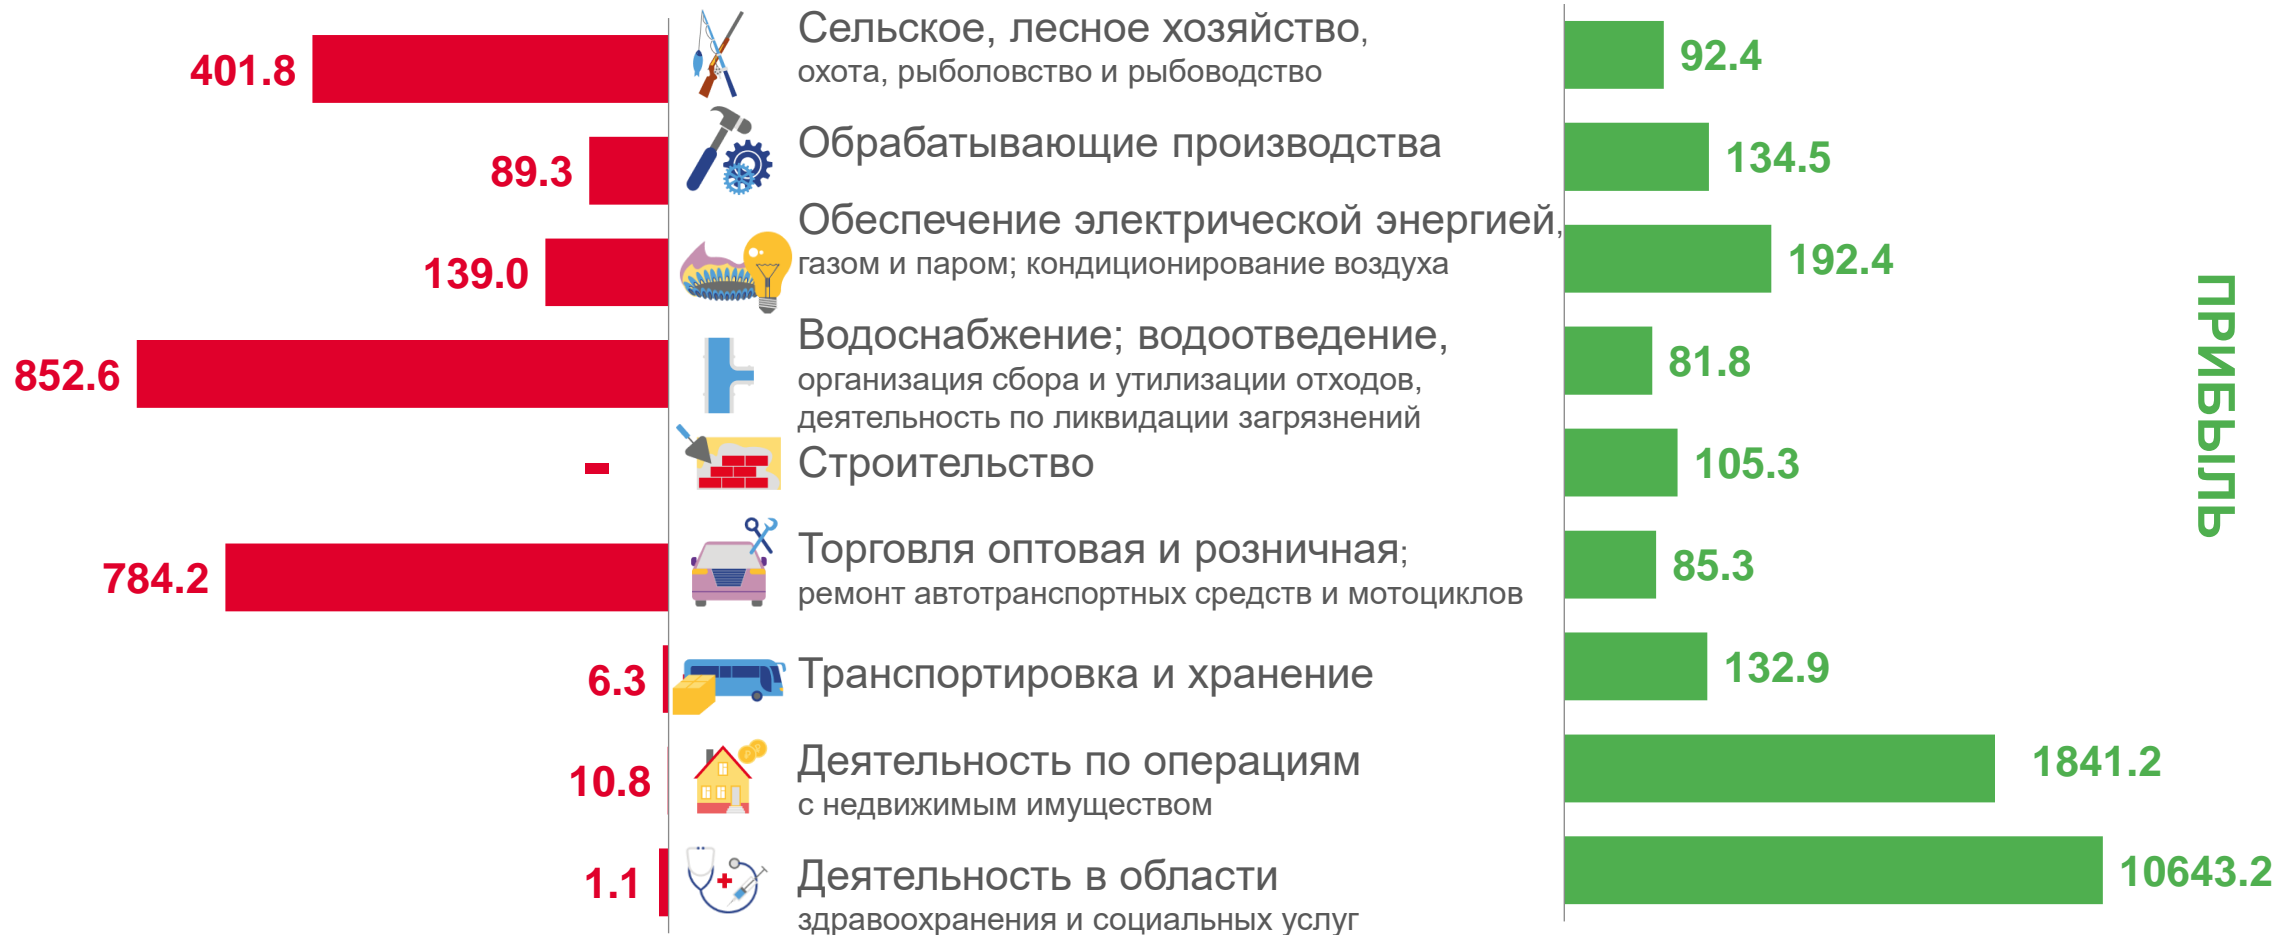 401.8
Сельское, лесное хозяйство,
охота, рыболовство и рыбоводство
92.4
89.3
Обрабатывающие производства
134.5
139.0
Обеспечение электрической энергией,
газом и паром; кондиционирование воздуха
192.4
852.6
Водоснабжение; водоотведение,
организация сбора и утилизации отходов,
деятельность по ликвидации загрязнений
81.8
-
Строительство
105.3
784.2
Торговля оптовая и розничная;
ремонт автотранспортных средств и мотоциклов
85.3
6.3
Транспортировка и хранение
132.9
10.8
Деятельность по операциям
с недвижимым имуществом
1841.2
1.1
Деятельность в области
здравоохранения и социальных услуг
10643.2
ПРИБЫЛЬ